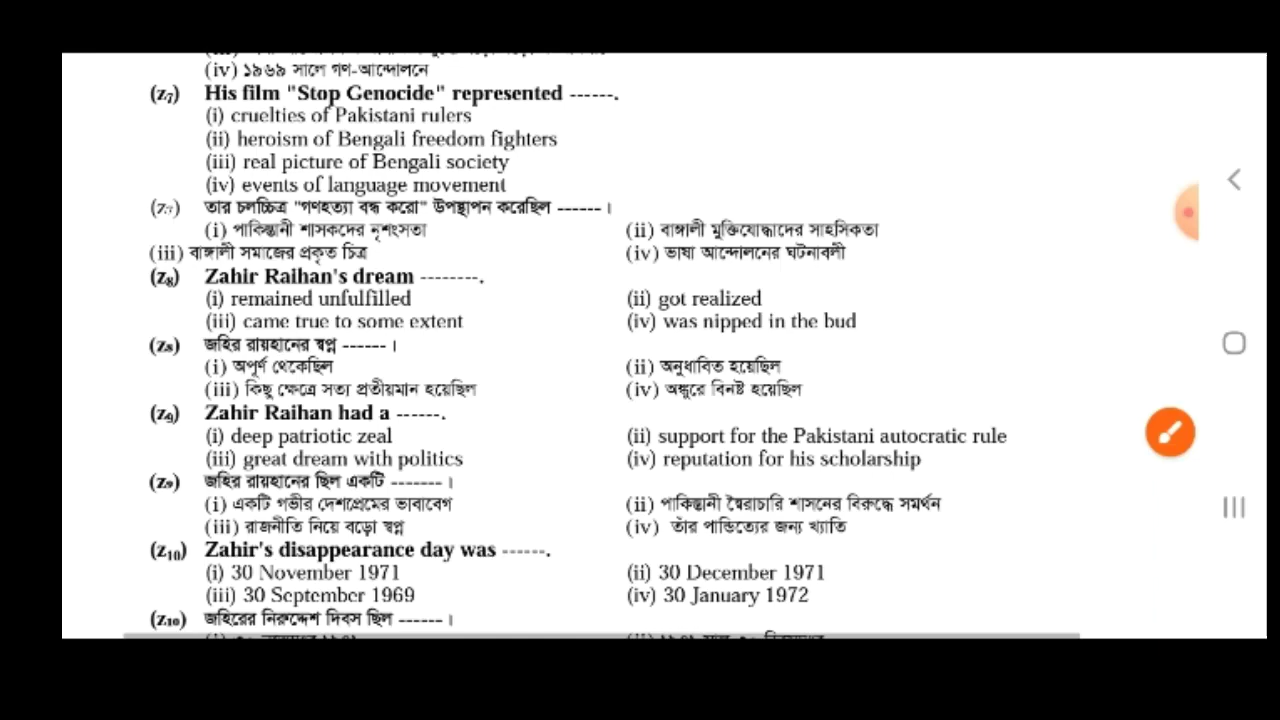 (iv) ১৯৬৯ সালে গণ-আন্দোলনে
(z₇) His film "Stop Genocide" represented ------.
(i) cruelties of Pakistani rulers
(ii) heroism of Bengali freedom fighters
(iii) real picture of Bengali society
(iv) events of language movement
(z₇) তার চলচ্চিত্র "গণহত্যা বন্ধ করো" উপস্থাপন করেছিল ------।
(i) পাকিস্তানী শাসকদের নৃশংসতা (ii) বাঙ্গালী মুক্তিযোদ্ধাদের সাহসিকতা
(iii) বাঙ্গালী সমাজের প্রকৃত চিত্র (iv) ভাষা আন্দোলনের ঘটনাবলী
(z₈) Zahir Raihan's dream --------.
(i) remained unfulfilled (ii) got realized
(iii) came true to some extent (iv) was nipped in the bud
(z₈) জহির রায়হানের স্বপ্ন ------।
(i) অপূর্ণ থেকেছিল (ii) অনুধাবিত হয়েছিল
(iii) কিছু ক্ষেত্রে সত্য প্রতীয়মান হয়েছিল (iv) অঙ্কুরে বিনষ্ট হয়েছিল
(z₉) Zahir Raihan had a ------.
(i) deep patriotic zeal (ii) support for the Pakistani autocratic rule
(iii) great dream with politics (iv) reputation for his scholarship
(z₉) জহির রায়হানের ছিল একটি -------।
(i) একটি গভীর দেশপ্রেমের ভাবাবেগ (ii) পাকিস্তানী স্বৈরাচারি শাসনের বিরুদ্ধে সমর্থন
(iii) রাজনীতি নিয়ে বড়ো স্বপ্ন (iv) তাঁর পান্ডিত্যের জন্য খ্যাতি
(z₁₀) Zahir's disappearance day was ------.
(i) 30 November 1971 (ii) 30 December 1971
(iii) 30 September 1969 (iv) 30 January 1972
(z₁₀) জহিরের নিরুদ্দেশ দিবস ছিল ------।